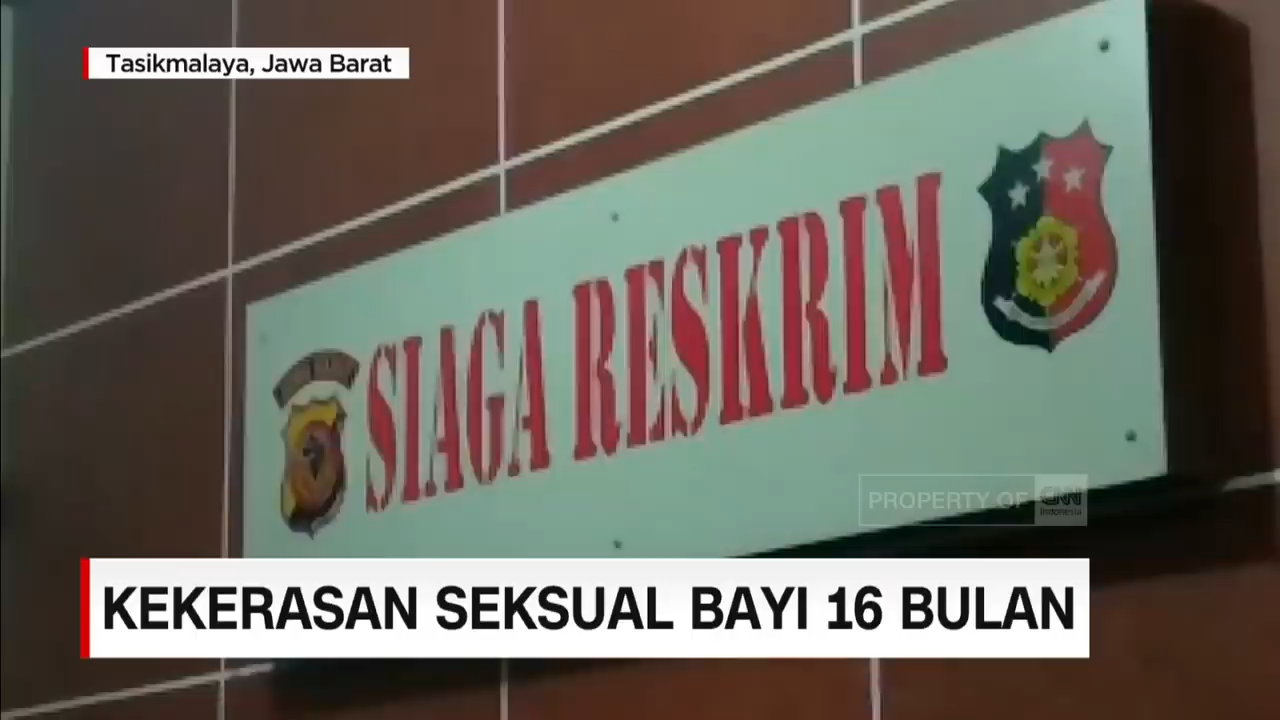 Tasikmalaya, Jawa Barat
SIAGA RESKRIM
PROPERTY OF CNN Indonesia
KEKERASAN SEKSUAL BAYI 16 BULAN